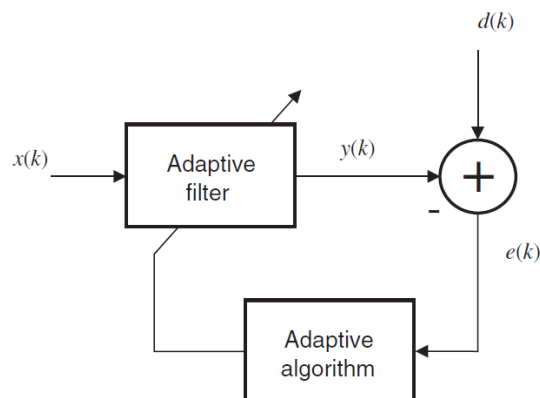 d(k)
x(k)
Adaptive
filter
y(k)
+
-
e(k)
Adaptive
algorithm